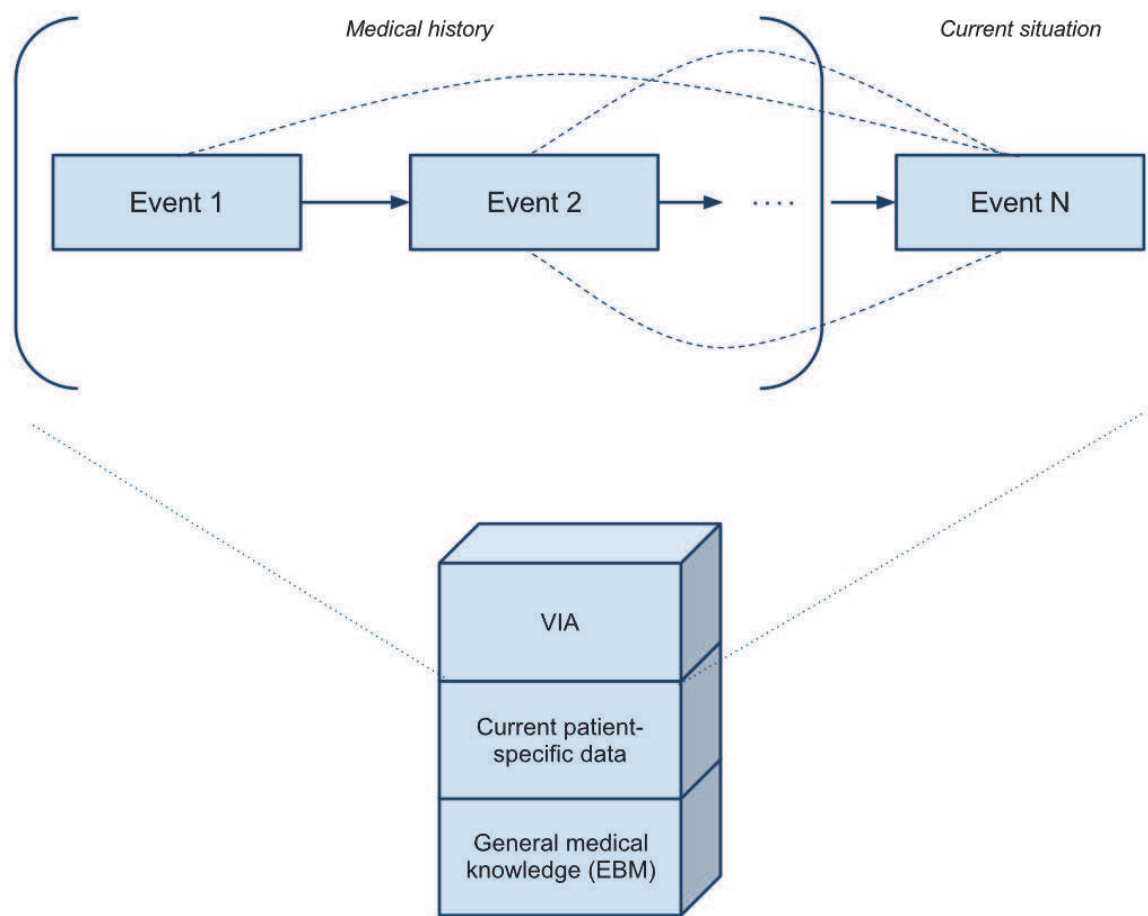 Medical history
Current situation
Event 1
Event 2
....
Event N
VIA
Current patient-
specific data
General medical
knowledge (EBM)